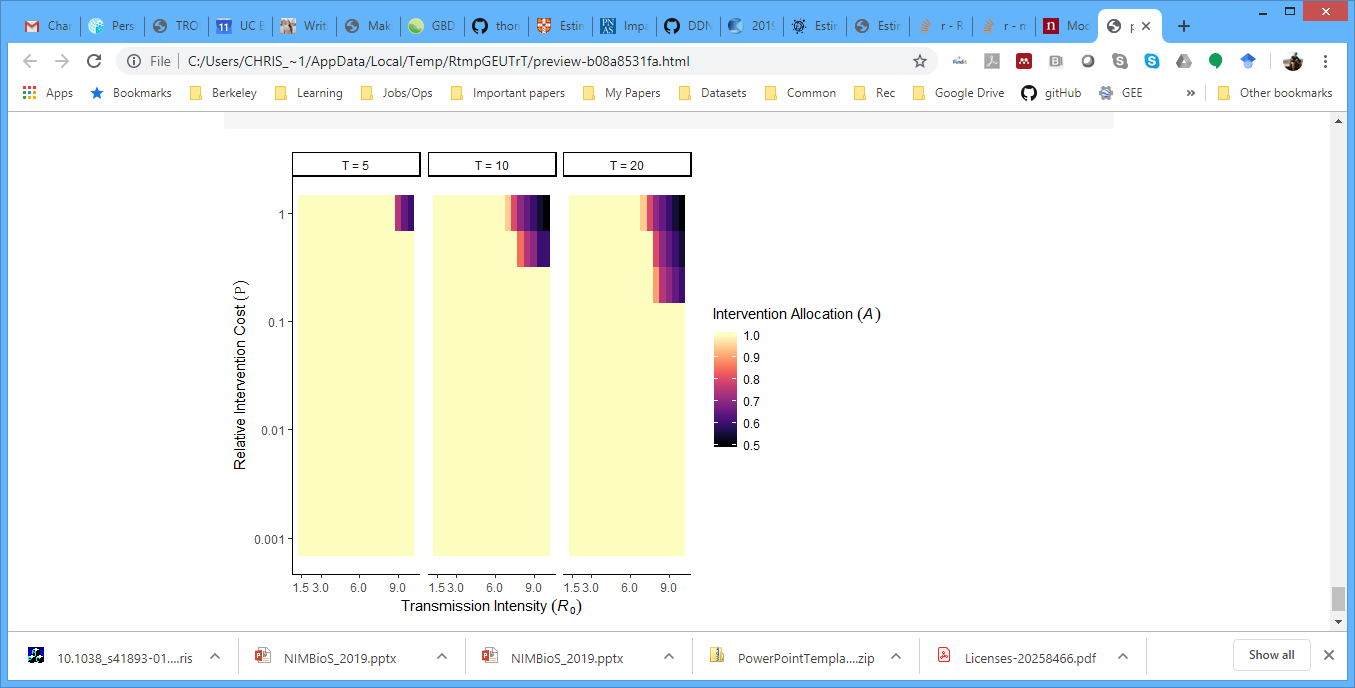 Char
Pers
TRO
UC B
Writ
Mak
GBD
thon
Estin
Impa
DDN
2019
Estin
Estin
r - R
r - n
Moc
File
C:/Users/CHRIS_~1/AppData/Local/Temp/RtmpGEUTrT/preview-b08a8531fa.html
Apps
Bookmarks
Berkeley
Learning
Jobs/Ops
Important papers
My Papers
Datasets
Common
Rec
Google Drive
gitHub
GEE
»
Other bookmarks
T = 5
T = 10
T = 20
1
0.1
0.01
0.001
Relative Intervention Cost (P)
1.5 3.0 6.0 9.0
1.5 3.0 6.0 9.0
1.5 3.0 6.0 9.0
Transmission Intensity (R₀)
Intervention Allocation (A)
1.0
0.9
0.8
0.7
0.6
0.5
10.1038_s41893-01....ris
NIMBioS_2019.pptx
NIMBioS_2019.pptx
PowerPointTempla....zip
Licenses-20258466.pdf
Show all